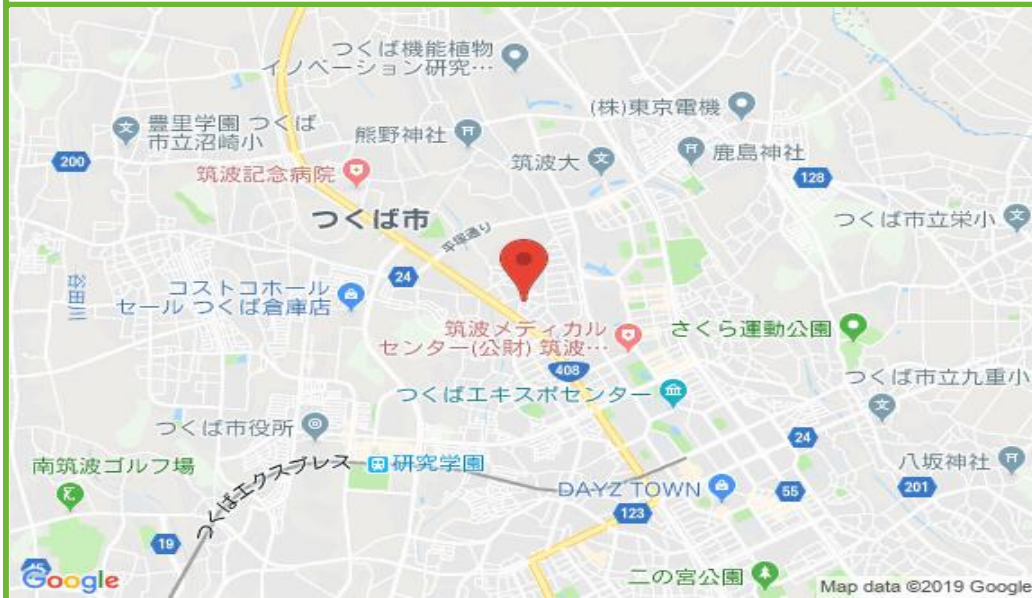 つくば機能植物
イノベーション研究…
(株)東京電機
豊里学園 つくば
市立沼崎小
熊野神社
筑波大
鹿島神社
200
筑波記念病院
128
つくば市
つくば市立栄小
平塚通り
谷田川
24
コストコホール
セール つくば倉庫店
筑波メディカル
センター(公財) 筑波…
さくら運動公園
408
つくば市立九重小
つくばエキスポセンター
つくば市役所
24
南筑波ゴルフ場
つくばエクスプレス
研究学園
八坂神社
DAYZ TOWN
55
201
123
19
45
Google
二の宮公園
Map data ©2019 Google